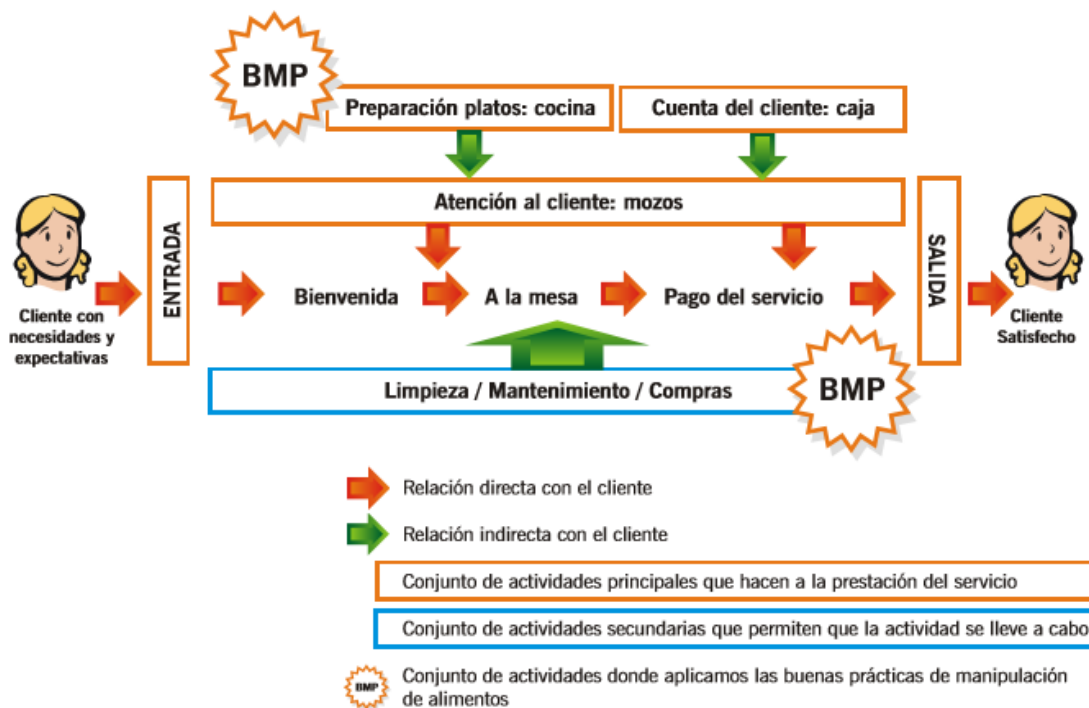 BMP
Preparación platos: cocina
Cuenta del cliente: caja
Atención al cliente: mozos
ENTRADA
SALIDA
Bienvenida
A la mesa
Pago del servicio
Cliente con
necesidades y
expectativas
Cliente
Satisfecho
Limpieza / Mantenimiento / Compras
BMP
Relación directa con el cliente
Relación indirecta con el cliente
Conjunto de actividades principales que hacen a la prestación del servicio
Conjunto de actividades secundarias que permiten que la actividad se lleve a cabo
BMP
Conjunto de actividades donde aplicamos las buenas prácticas de manipulación
de alimentos